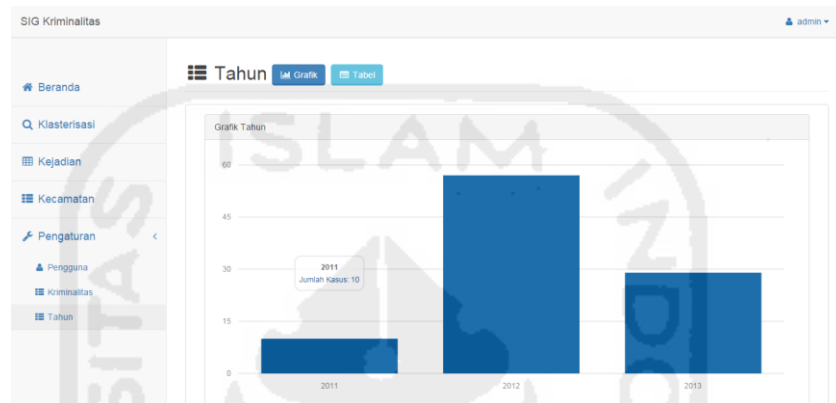 SIG Kriminalitas
admin
Beranda
Klasterisasi
Kejadian
Kecamatan
Pengaturan
Pengguna
Kriminalitas
Tahun
Tahun Grafik Tabel
Grafik Tahun
60
45
30
15
0
2011
Jumlah Kasus: 10
2011 2012 2013
ISLAM